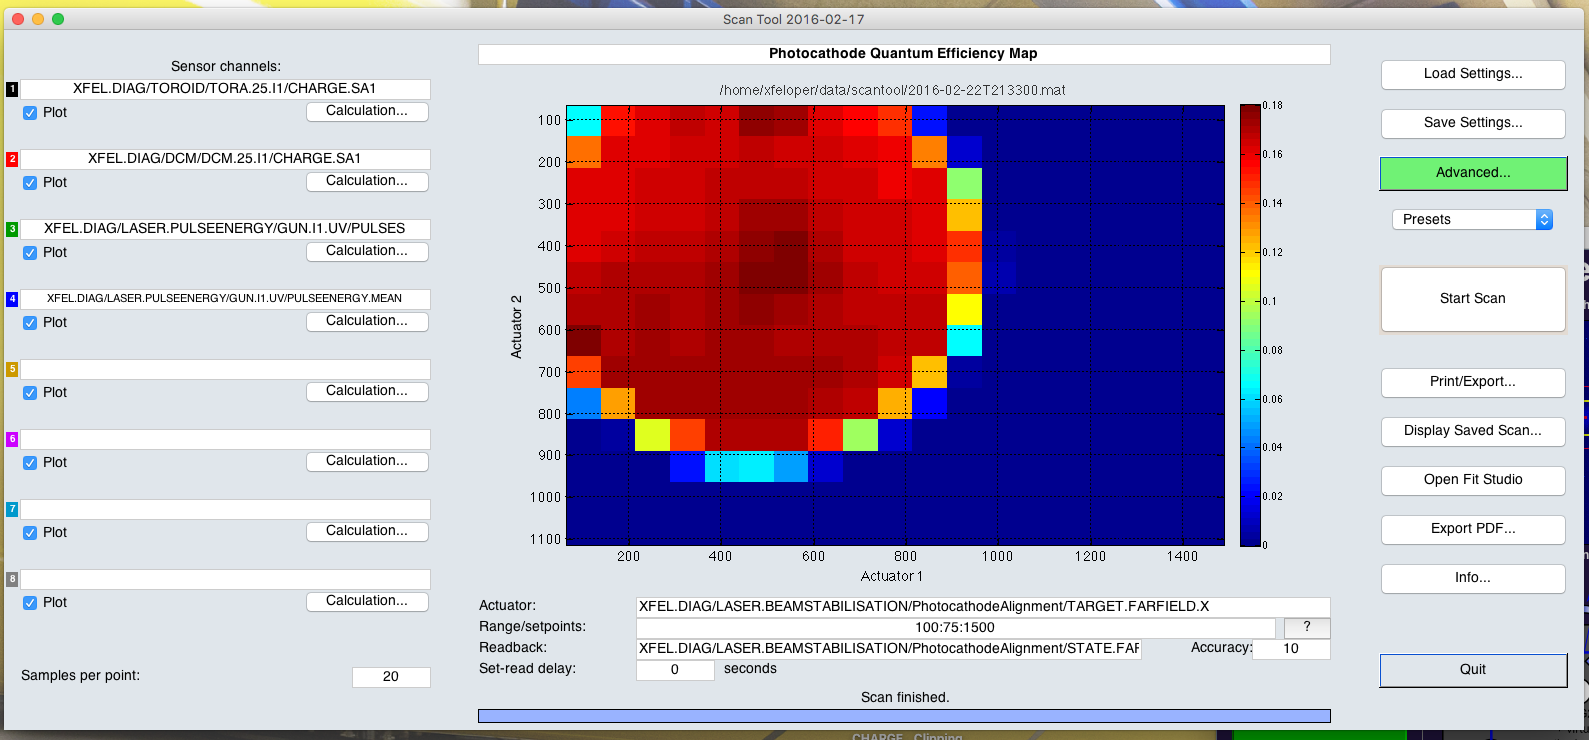 Scan Tool 2016-02-17
Sensor channels:
1 XFEL.DIAG/TOROID/TORA.25.I1/CHARGE.SA1
Plot Calculation...
2 XFEL.DIAG/DCM/DCM.25.I1/CHARGE.SA1
Plot Calculation...
3 XFEL.DIAG/LASER.PULSEENERGY/GUN.I1.UV/PULSES
Plot Calculation...
4 XFEL.DIAG/LASER.PULSEENERGY/GUN.I1.UV/PULSEENERGY.MEAN
Plot Calculation...
5
Plot Calculation...
6
Plot Calculation...
7
Plot Calculation...
8
Plot Calculation...
Samples per point: 20
Photocathode Quantum Efficiency Map
/home/xfeloper/data/scantool/2016-02-22T213300.mat
Actuator 2
100
200
300
400
500
600
700
800
900
1000
1100
200 400 600 800 1000 1200 1400
Actuator 1
0.18
0.16
0.14
0.12
0.1
0.08
0.06
0.04
0.02
0
Actuator: XFEL.DIAG/LASER.BEAMSTABILISATION/PhotocathodeAlignment/TARGET.FARFIELD.X
Range/setpoints: 100:75:1500 ?
Readback: XFEL.DIAG/LASER.BEAMSTABILISATION/PhotocathodeAlignment/STATE.FAR Accuracy: 10
Set-read delay: 0 seconds
Scan finished.
Load Settings...
Save Settings...
Advanced...
Presets
Start Scan
Print/Export...
Display Saved Scan...
Open Fit Studio
Export PDF...
Info...
Quit
CHARGE Clipping